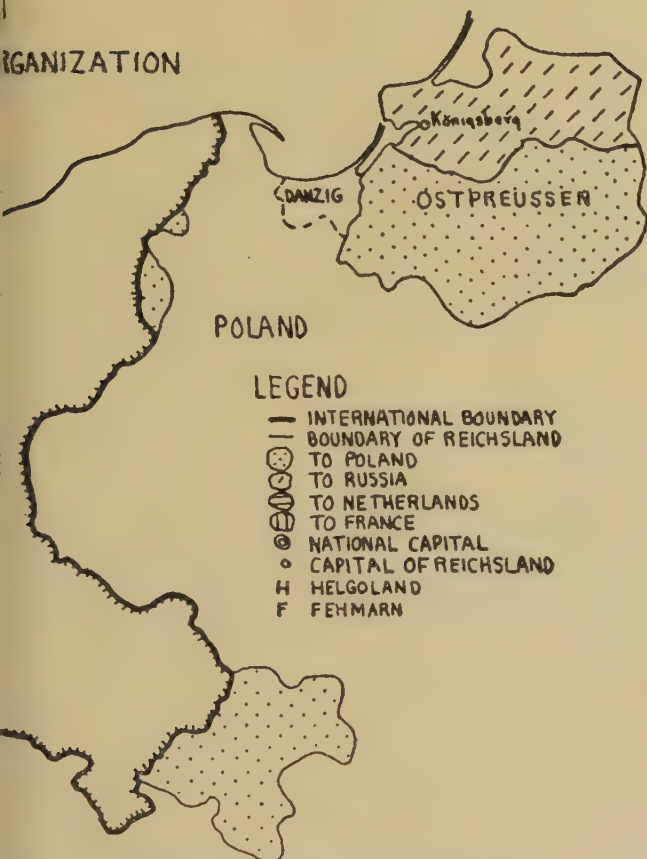 RGANIZATION
Königsberg
DANZIG
OSTPREUSSEN
POLAND
LEGEND
INTERNATIONAL BOUNDARY
BOUNDARY OF REICHSLAND
TO POLAND
TO RUSSIA
TO NETHERLANDS
TO FRANCE
NATIONAL CAPITAL
CAPITAL OF REICHSLAND
H HELGOLAND
F FEHMARN